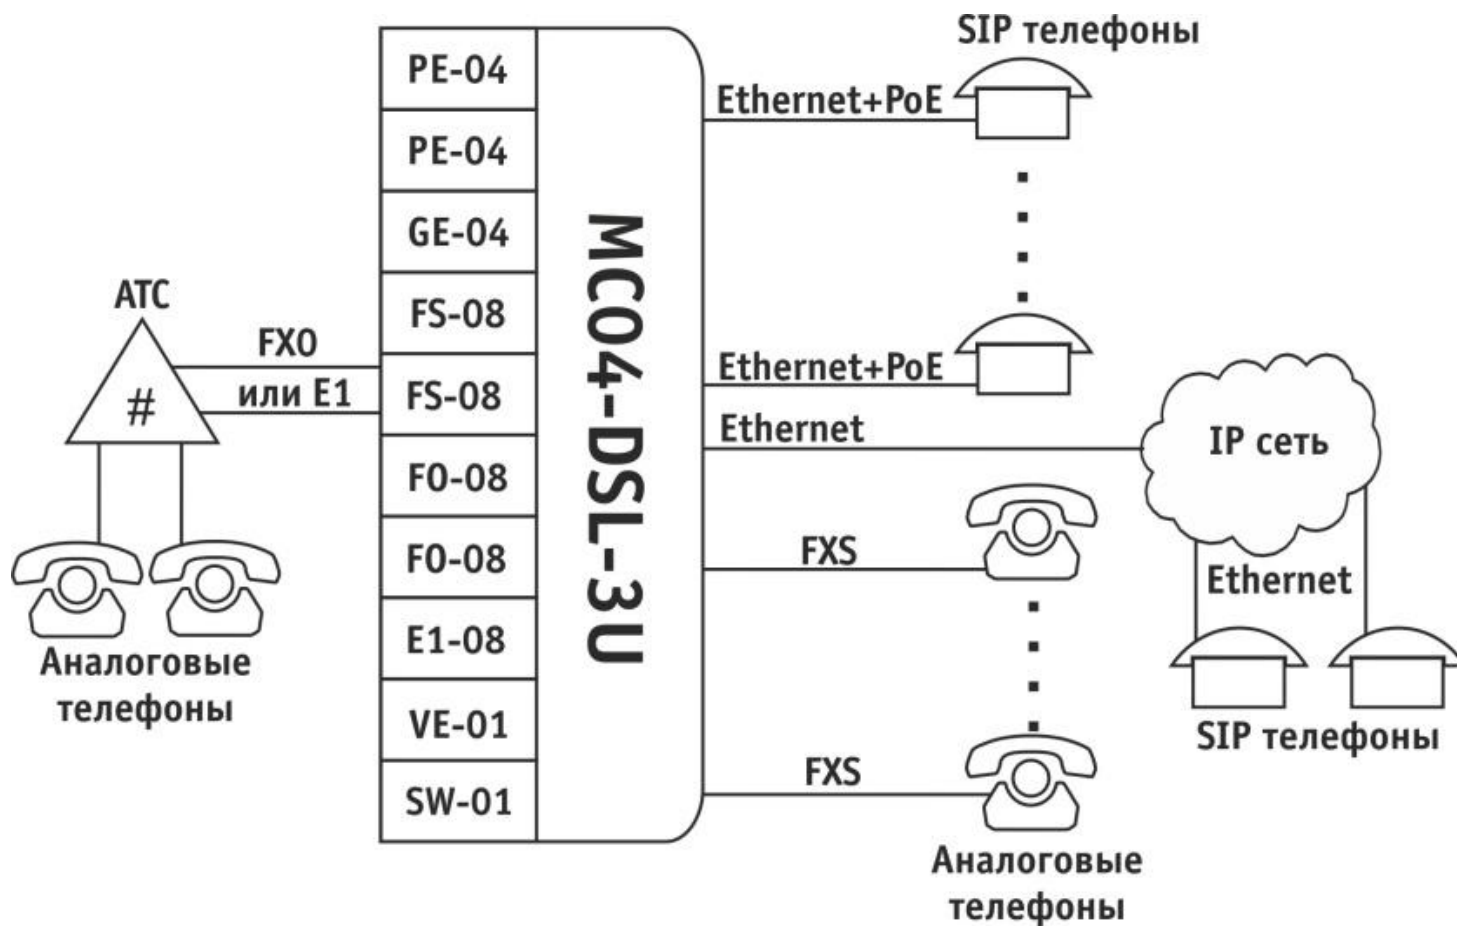 SIP телефоны
PE-04
PE-04
GE-04
FS-08
FS-08
FO-08
FO-08
E1-08
VE-01
SW-01
MC04-DSL-3U
АТС
#
FXO
или E1
Аналоговые
телефоны
Ethernet+PoE
Ethernet+PoE
Ethernet
IP сеть
FXS
Ethernet
SIP телефоны
FXS
Аналоговые
телефоны